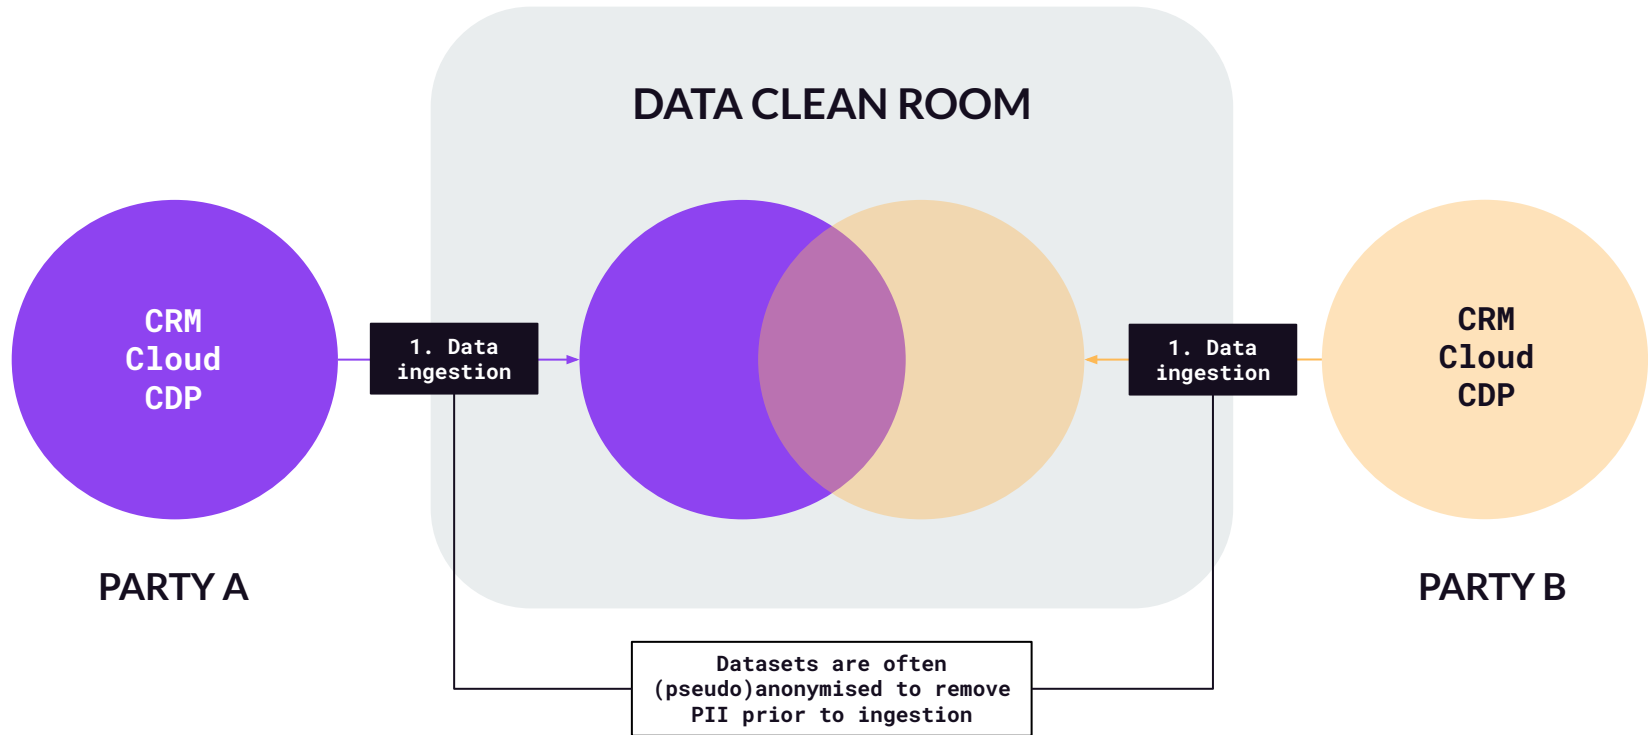 DATA CLEAN ROOM
CRM
Cloud
CDP
1. Data
ingestion
1. Data
ingestion
CRM
Cloud
CDP
PARTY A
PARTY B
Datasets are often
(pseudo)anonymised to remove
PII prior to ingestion